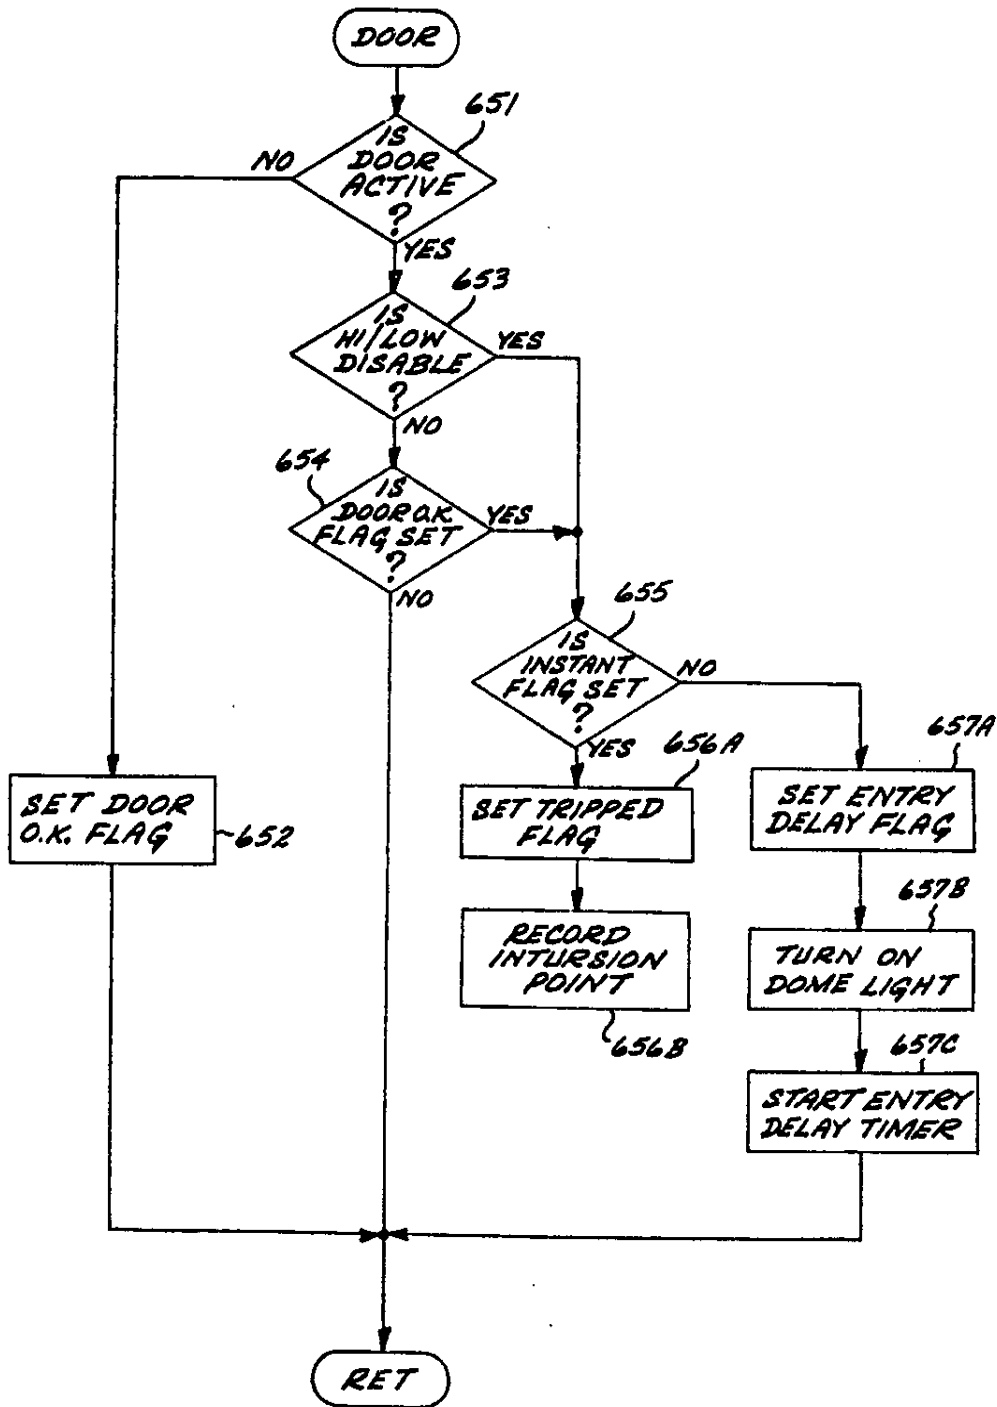 DOOR
651
IS
DOOR
ACTIVE
?
NO
YES
653
IS
HI/LOW
DISABLE
?
YES
NO
654
IS
DOOR O.K.
FLAG SET
?
YES
NO
655
IS
INSTANT
FLAG SET
?
NO
YES
656A
SET TRIPPED
FLAG
657A
SET ENTRY
DELAY FLAG
SET DOOR
O.K. FLAG
652
657B
RECORD
INTURSION
POINT
656B
TURN ON
DOME LIGHT
657C
START ENTRY
DELAY TIMER
RET